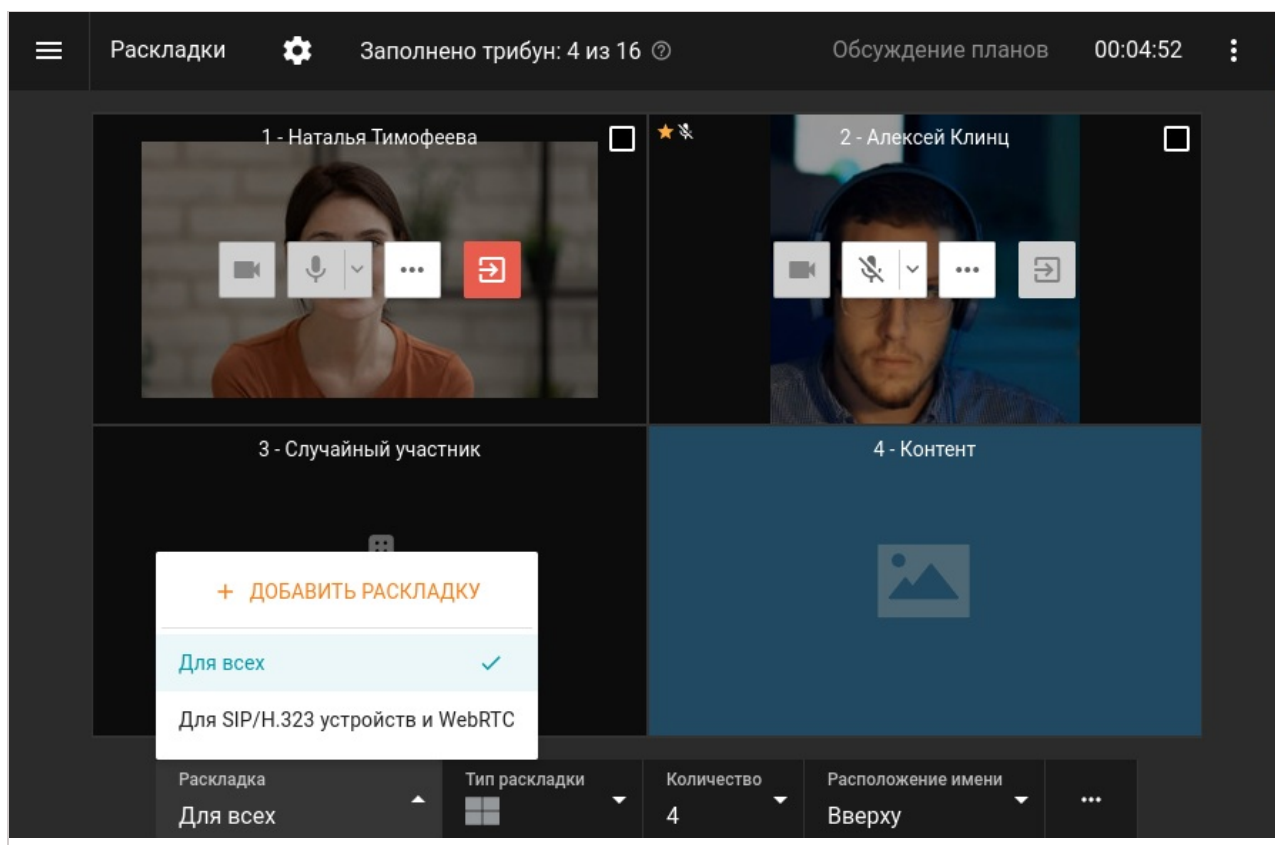 Раскладки
Заполнено трибун: 4 из 16
Обсуждение планов
00:04:52
1 - Наталья Тимофеева
2 - Алексей Клинц
3 - Случайный участник
4 - Контент
+ ДОБАВИТЬ РАСКЛАДКУ
Для всех
Для SIP/H.323 устройств и WebRTC
Раскладка
Для всех
Тип раскладки
Количество
4
Расположение имени
Вверху